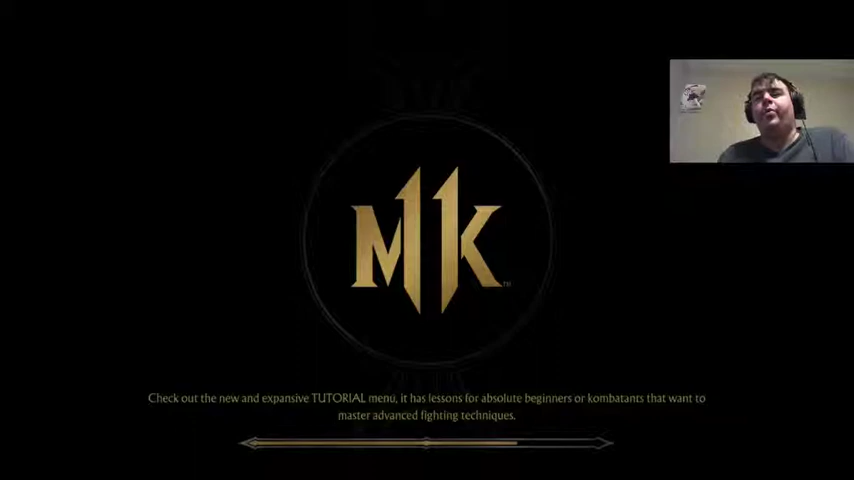 M11K™
Check out the new and expansive TUTORIAL menu, it has lessons for absolute beginners or kombatants that want to
master advanced fighting techniques.